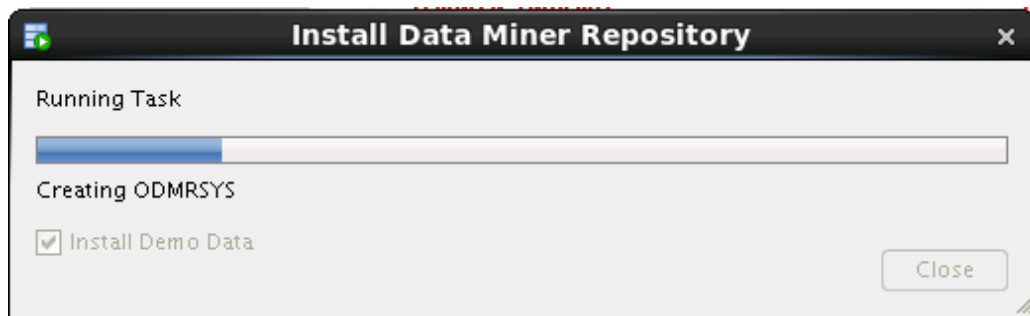 Install Data Miner Repository
Running Task
Creating ODMRSYS
Install Demo Data
Close